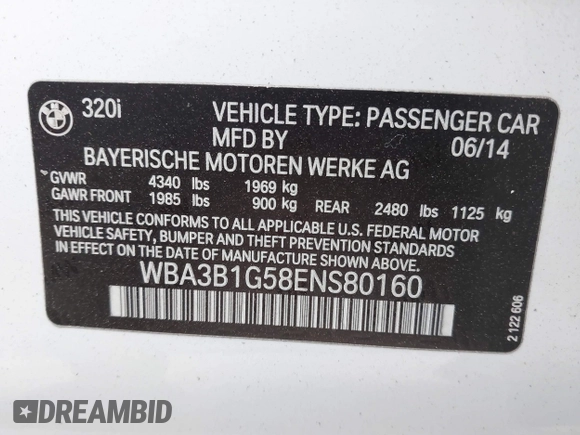 320i VEHICLE TYPE: PASSENGER CAR
MFD BY 06/14
BAYERISCHE MOTOREN WERKE AG
GVWR 4340 lbs 1969 kg
GAWR FRONT 1985 lbs 900 kg REAR 2480 lbs 1125 kg
THIS VEHICLE CONFORMS TO ALL APPLICABLE U.S. FEDERAL MOTOR
VEHICLE SAFETY, BUMPER AND THEFT PREVENTION STANDARDS
IN EFFECT ON THE DATE OF MANUFACTURE SHOWN ABOVE.
WBA3B1G58ENS80160
2 122 606
DREAMBID